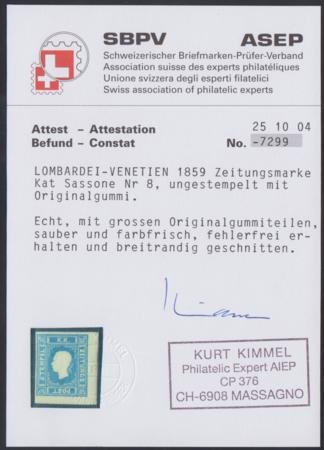 SBPV ASEP
Schweizerischer Briefmarken-Prüfer-Verband
Association suisse des experts philatéliques
Unione svizzera degli esperti filatelici
Swiss association of philatelic experts
Attest - Attestation 25 10 04
Befund - Constat No. -7299
LOMBARDEI-VENETIEN 1859 Zeitungsmarke
Kat Sassone Nr 8, ungestempelt mit
Originalgummi.
Echt, mit grossen Originalgummiteilen,
sauber und farbfrisch, fehlerfrei er-
halten und breitrandig geschnitten.
KURT KIMMEL
Philatelic Expert AIEP
CP 376
CH-6908 MASSAGNO
K.K.
ZEITUNGS
POST
STEMPEL